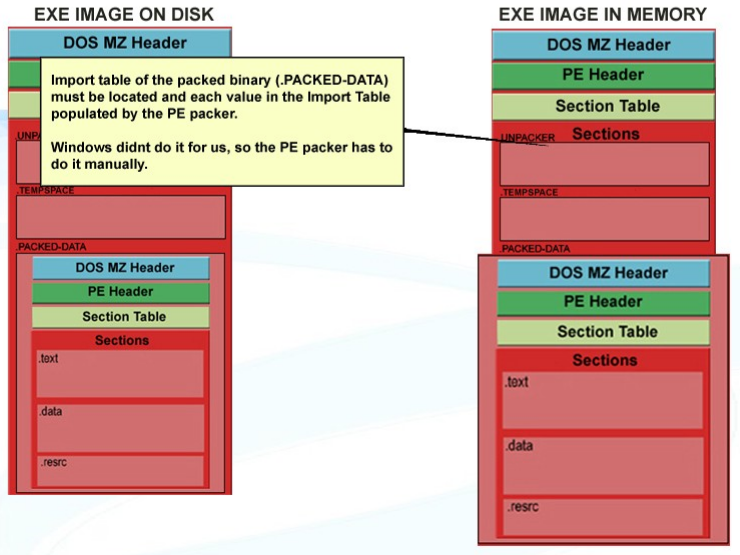 EXE IMAGE ON DISK
DOS MZ Header
Import table of the packed binary (.PACKED-DATA)
must be located and each value in the Import Table
populated by the PE packer.
Windows didnt do it for us, so the PE packer has to
do it manually.
.UNPA
.TEMPSPACE
.PACKED-DATA
DOS MZ Header
PE Header
Section Table
Sections
.text
.data
.resrc
EXE IMAGE IN MEMORY
DOS MZ Header
PE Header
Section Table
Sections
.UNPACKER
.TEMPSPACE
.PACKED-DATA
DOS MZ Header
PE Header
Section Table
Sections
.text
.data
.resrc